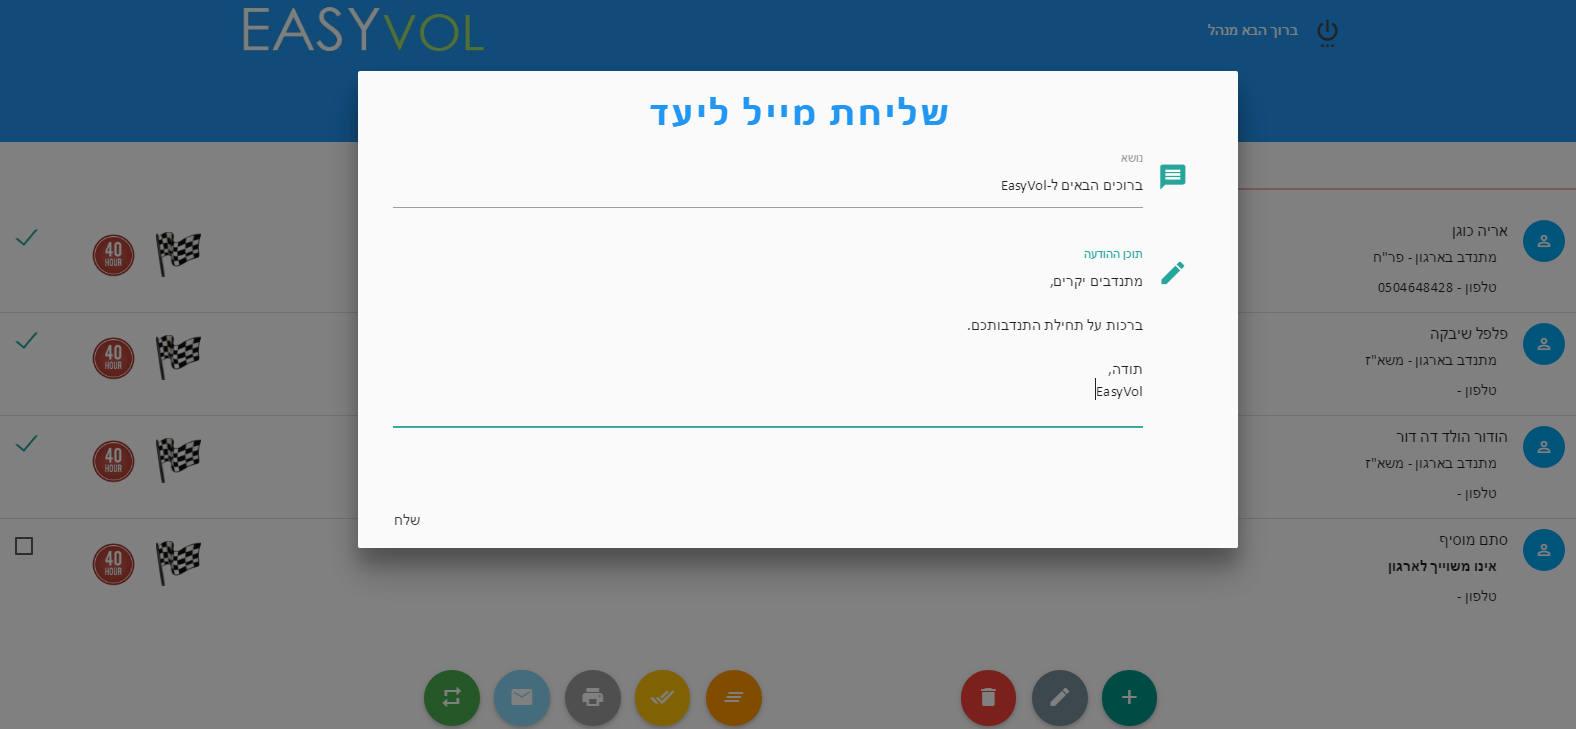 EASYVOL
ברוך הבא מנהל
שליחת מייל ליעד
נושא
ברוכים הבאים ל-EasyVol
תוכן ההודעה
מתנדבים יקרים,
ברכות על תחילת התנדבותכם.
תודה,
EasyVol
שלח
אריה כוגן
מתנדב בארגון - פר"ח
טלפון - 0504648428
40
HOUR
פלפל שיבקה
מתנדב בארגון - משא"ז
טלפון -
40
HOUR
הודור הולד דה דור
מתנדב בארגון - משא"ז
טלפון -
40
HOUR
סתם מוסיף
אינו משוייך לארגון
טלפון -
40
HOUR